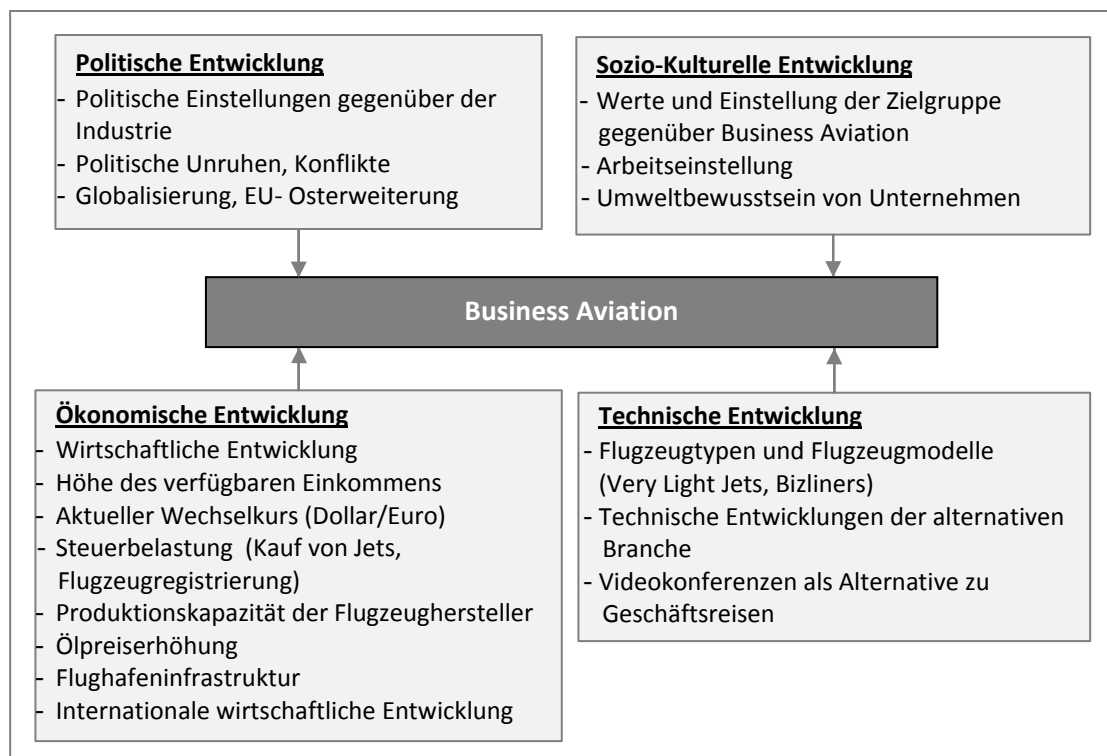 Politische Entwicklung
- Politische Einstellungen gegenüber der
Industrie
- Politische Unruhen, Konflikte
- Globalisierung, EU- Osterweiterung
Sozio-Kulturelle Entwicklung
- Werte und Einstellung der Zielgruppe
gegenüber Business Aviation
- Arbeitseinstellung
- Umweltbewusstsein von Unternehmen
Business Aviation
Ökonomische Entwicklung
- Wirtschaftliche Entwicklung
- Höhe des verfügbaren Einkommens
- Aktueller Wechselkurs (Dollar/Euro)
- Steuerbelastung (Kauf von Jets,
Flugzeugregistrierung)
- Produktionskapazität der Flugzeughersteller
- Ölpreiserhöhung
- Flughafeninfrastruktur
- Internationale wirtschaftliche Entwicklung
Technische Entwicklung
- Flugzeugtypen und Flugzeugmodelle
(Very Light Jets, Bizliners)
- Technische Entwicklungen der alternativen
Branche
- Videokonferenzen als Alternative zu
Geschäftsreisen